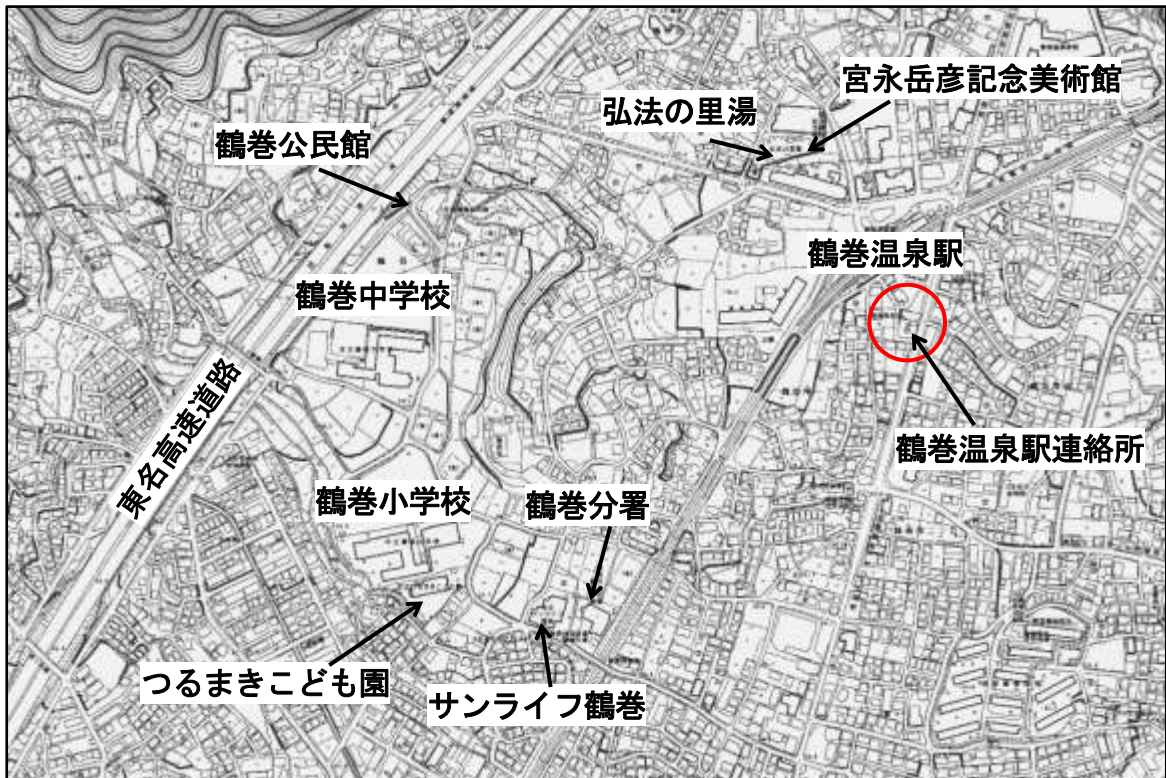 宮永岳彦記念美術館
弘法の里湯
鶴巻公民館
鶴巻温泉駅
鶴巻中学校
東名高速道路
鶴巻温泉駅連絡所
鶴巻小学校
鶴巻分署
つるまきこども園
サンライフ鶴巻